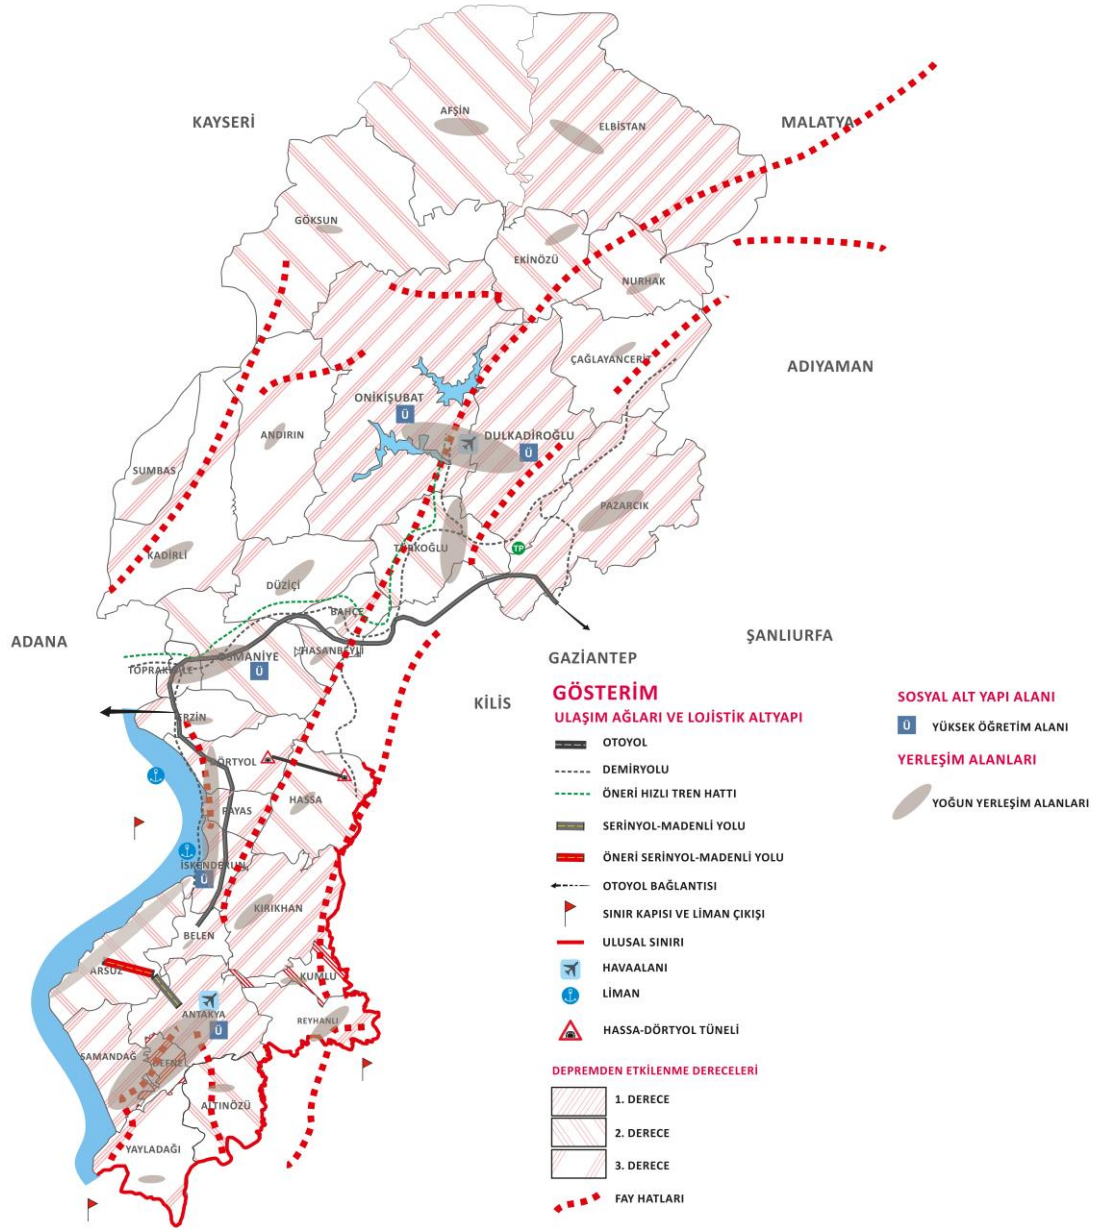 AFŞİN
KAYSERİ
ELBİSTAN
MALATYA
GÖKSUN
EKİNÖZÜ
NURHAK
ÇAĞLAYANCERİT
ADIYAMAN
ONİKİŞUBAT
Ü
ANDIRIN
DULKADİROĞLU
Ü
SUMBAS
PAZARCIK
KADİRLİ
TÜRKOĞLU
TP
DÜZİÇİ
BAHÇE
ADANA
ŞANLIURFA
HASANBEYLİ
OSMANİYE
TOPRAKKALE
Ü
GAZİANTEP
KİLİS
ERZİN
DÖRTYOL
HASSA
PAYAS
İSKENDERUN
Ü
KIRIKHAN
BELEN
ARSUZ
KUMLU
ANTAKYA
Ü
REYHANLI
SAMANDAĞ
DEFNE
ALTINÖZÜ
YAYLADAĞI
GÖSTERİM
ULAŞIM AĞLARI VE LOJİSTİK ALTYAPI
OTOYOL
DEMİRYOLU
ÖNERİ HIZLI TREN HATTI
SERİNYOL-MADENLİ YOLU
ÖNERİ SERİNYOL-MADENLİ YOLU
OTOYOL BAĞLANTISI
SINIR KAPISI VE LİMAN ÇIKIŞI
ULUSAL SINIRI
HAVAALANI
LİMAN
HASSA-DÖRTYOL TÜNELİ
DEPREMDEN ETKİLENME DERECELERİ
1. DERECE
2. DERECE
3. DERECE
FAY HATLARI
SOSYAL ALT YAPI ALANI
Ü YÜKSEK ÖĞRETİM ALANI
YERLEŞİM ALANLARI
YOĞUN YERLEŞİM ALANLARI